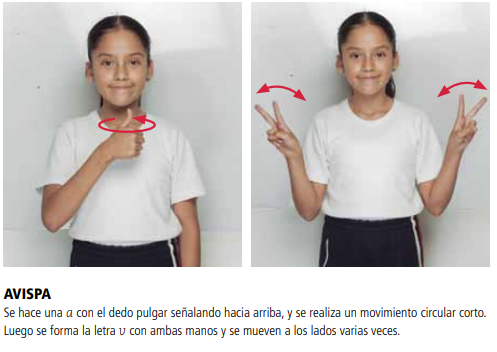 AVISPA
Se hace una a con el dedo pulgar señalando hacia arriba, y se realiza un movimiento circular corto.
Luego se forma la letra v con ambas manos y se mueven a los lados varias veces.